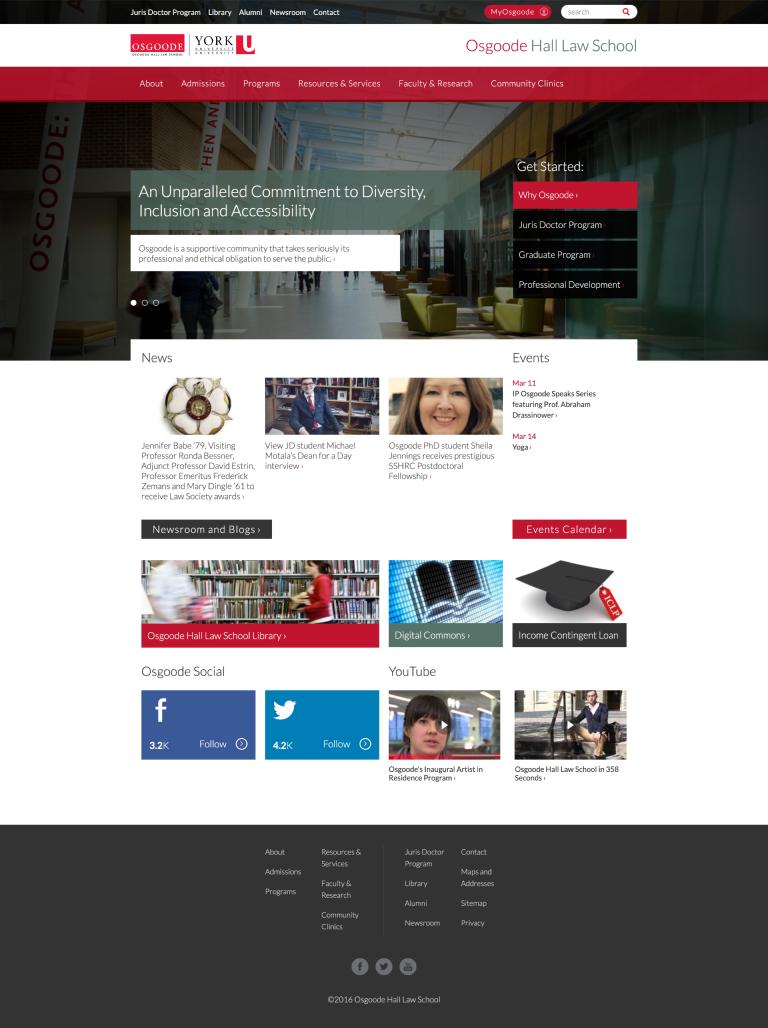 Juris Doctor Program Library Alumni Newsroom Contact
MyOsgoode
search
OSGOODE
OSGOODE HALL LAW SCHOOL
YORK U
UNIVERSITÉ
UNIVERSITY
Osgoode Hall Law School
About Admissions Programs Resources & Services Faculty & Research Community Clinics
OSGOODE:
THEN AND
An Unparalleled Commitment to Diversity,
Inclusion and Accessibility
Osgoode is a supportive community that takes seriously its
professional and ethical obligation to serve the public. ›
Get Started:
Why Osgoode ›
Juris Doctor Program ›
Graduate Program ›
Professional Development ›
News
Jennifer Babe ’79, Visiting
Professor Ronda Bessner,
Adjunct Professor David Estrin,
Professor Emeritus Frederick
Zemans and Mary Dingle ’61 to
receive Law Society awards ›
View JD student Michael
Motala’s Dean for a Day
interview ›
Osgoode PhD student Sheila
Jennings receives prestigious
SSHRC Postdoctoral
Fellowship ›
Events
Mar 11
IP Osgoode Speaks Series
featuring Prof. Abraham
Drassinower ›
Mar 14
Yoga ›
Newsroom and Blogs ›
Events Calendar ›
Osgoode Hall Law School Library ›
Digital Commons ›
ICLP
Income Contingent Loan
Osgoode Social
3.2K Follow
4.2K Follow
YouTube
Osgoode's Inaugural Artist in
Residence Program ›
Osgoode Hall Law School in 358
Seconds ›
About
Admissions
Programs
Resources &
Services
Faculty &
Research
Community
Clinics
Juris Doctor
Program
Library
Alumni
Newsroom
Contact
Maps and
Addresses
Sitemap
Privacy
©2016 Osgoode Hall Law School